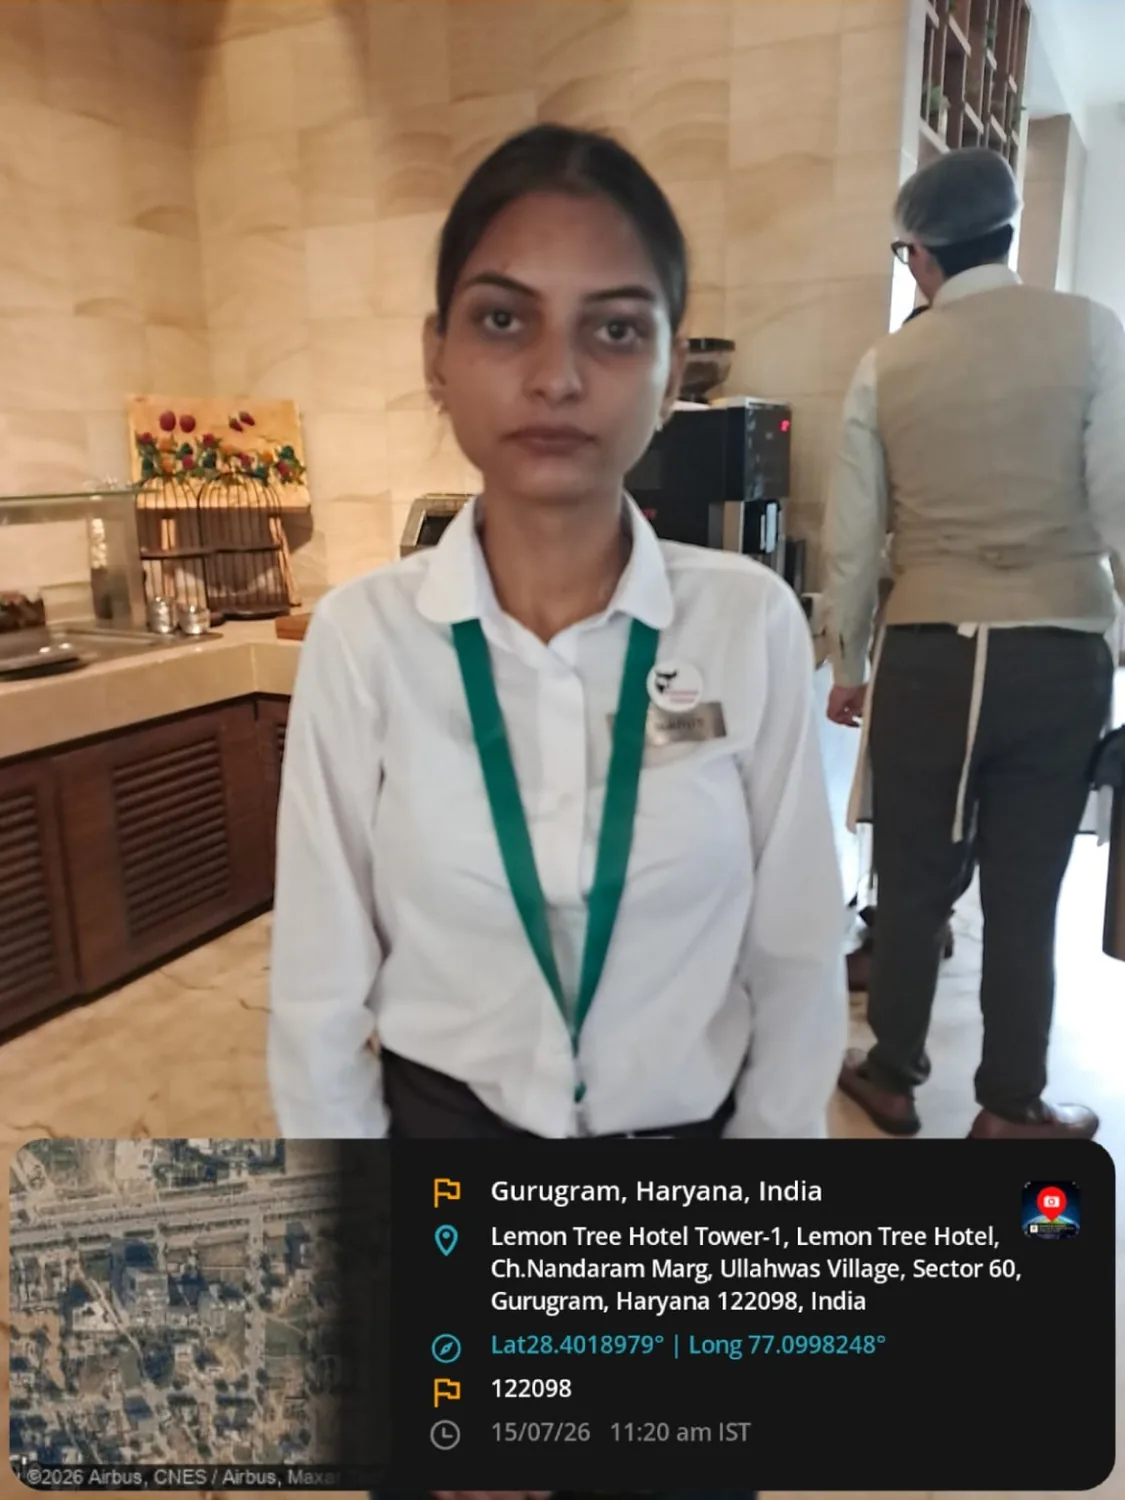 Gurugram, Haryana, India
Lemon Tree Hotel Tower-1, Lemon Tree Hotel,
Ch.Nandaram Marg, Ullahwas Village, Sector 60,
Gurugram, Haryana 122098, India
Lat28.4018979° | Long 77.0998248°
122098
15/07/26 11:20 am IST
©2026 Airbus, CNES / Airbus, Maxar